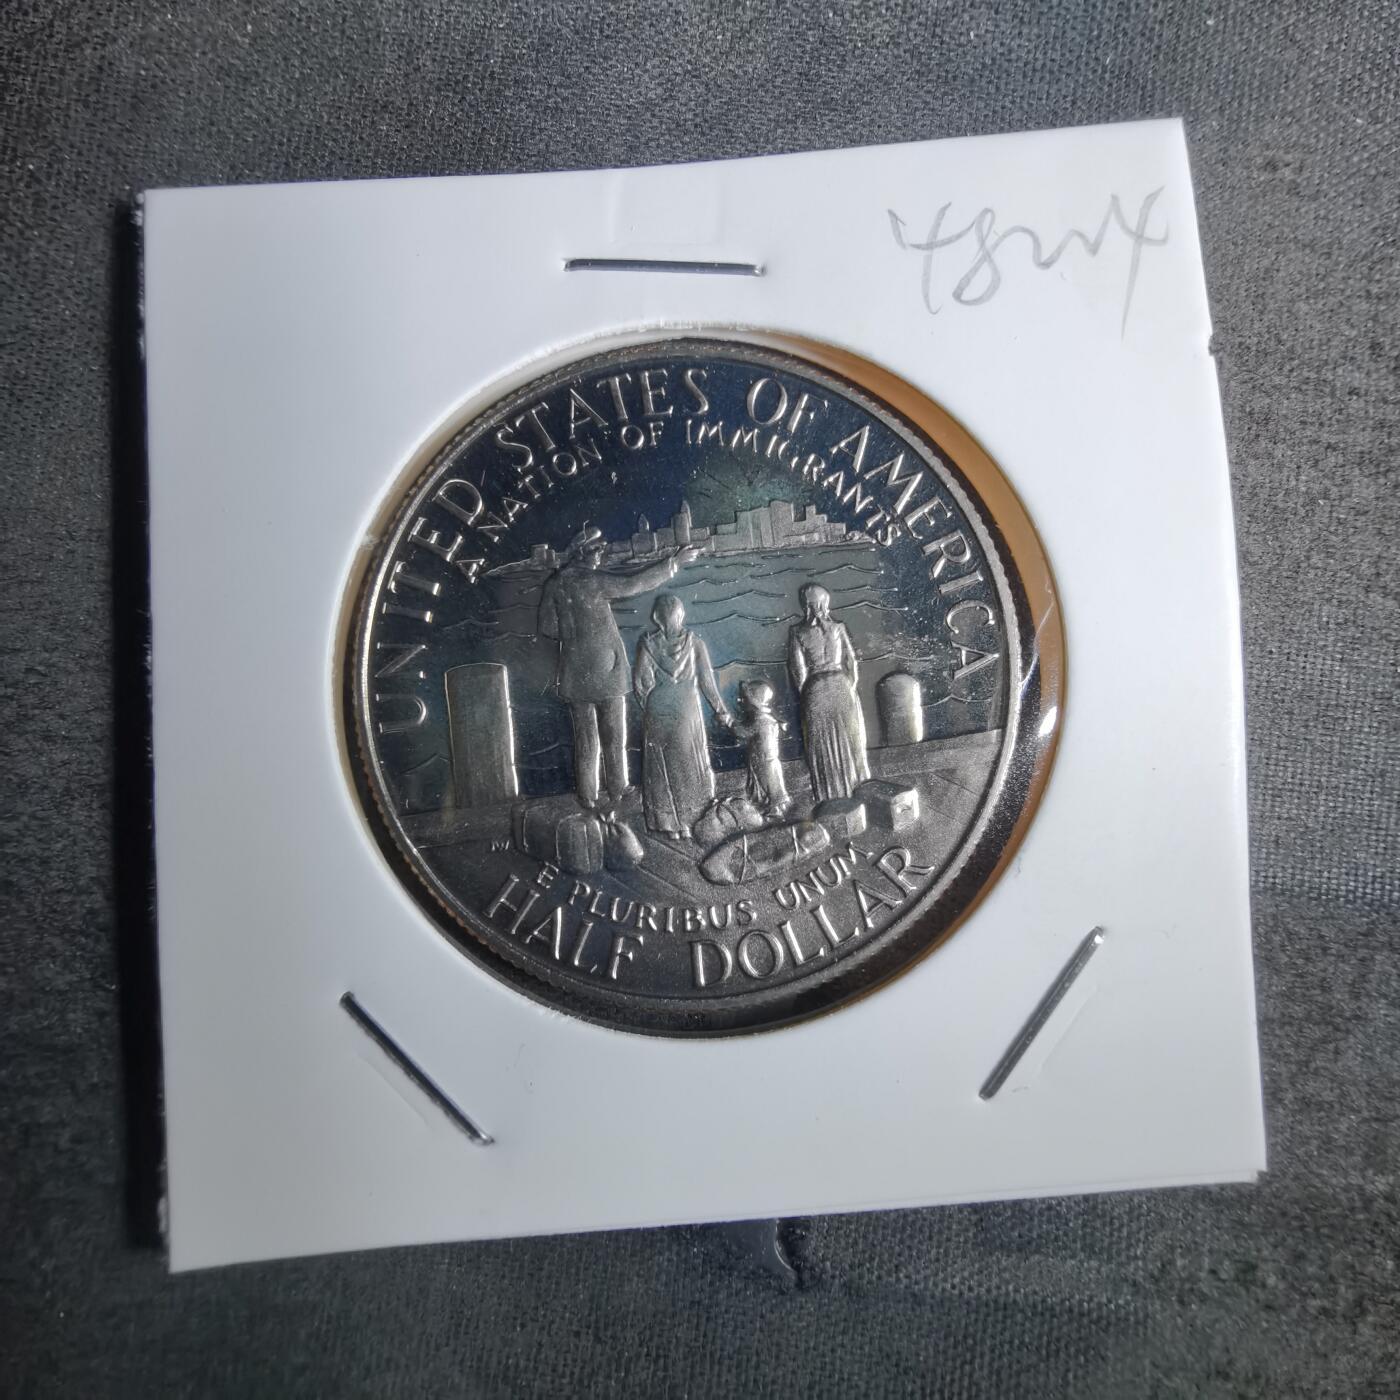 UNITED STATES OF AMERICA
A NATION OF IMMIGRANTS
E PLURIBUS UNUM
HALF DOLLAR